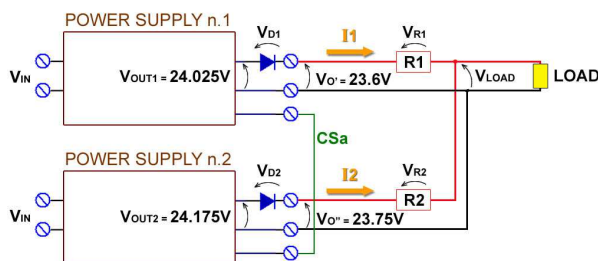 POWER SUPPLY n.1
VD1
I1
VR1
VIN
VOUT1 = 24.025V
VO' = 23.6V
R1
VLOAD
LOAD
CSa
POWER SUPPLY n.2
VD2
I2
VR2
VIN
VOUT2 = 24.175V
VO" = 23.75V
R2